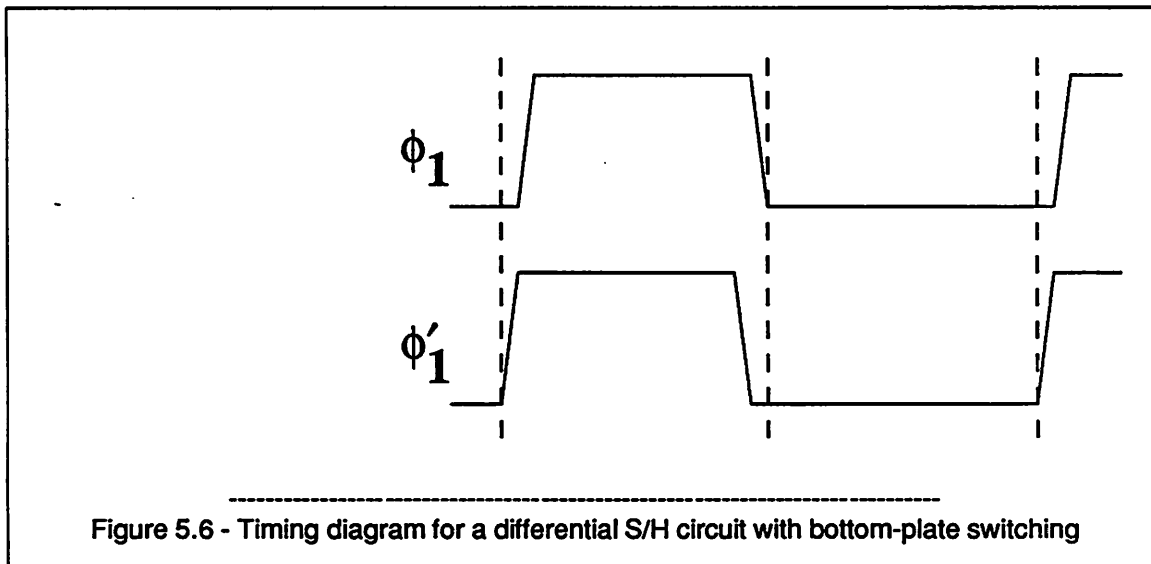 ϕ₁
ϕ′₁
Figure 5.6 - Timing diagram for a differential S/H circuit with bottom-plate switching